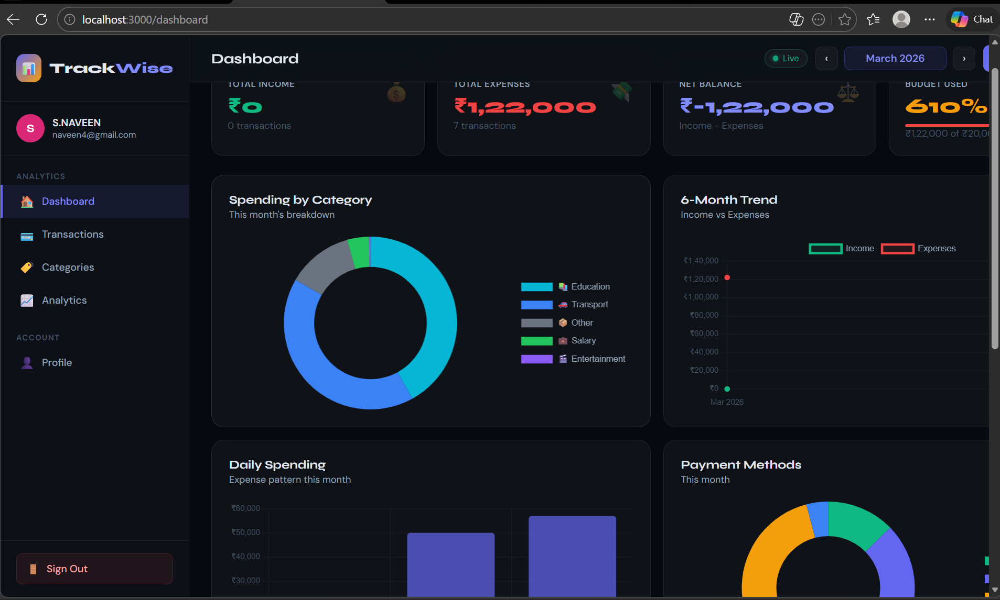 localhost:3000/dashboard
Chat
TrackWise
S
S.NAVEEN
naveen4@gmail.com
ANALYTICS
Dashboard
Transactions
Categories
Analytics
ACCOUNT
Profile
Sign Out
Dashboard
Live
‹
March 2026
›
TOTAL INCOME
₹0
0 transactions
TOTAL EXPENSES
₹1,22,000
7 transactions
NET BALANCE
₹-1,22,000
Income - Expenses
BUDGET USED
610%
₹1,22,000 of ₹20,00
Spending by Category
This month's breakdown
Education
Transport
Other
Salary
Entertainment
6-Month Trend
Income vs Expenses
Income
Expenses
₹1,40,000
₹1,20,000
₹1,00,000
₹80,000
₹60,000
₹40,000
₹20,000
₹0
Mar 2026
Daily Spending
Expense pattern this month
₹60,000
₹50,000
₹40,000
₹30,000
Payment Methods
This month